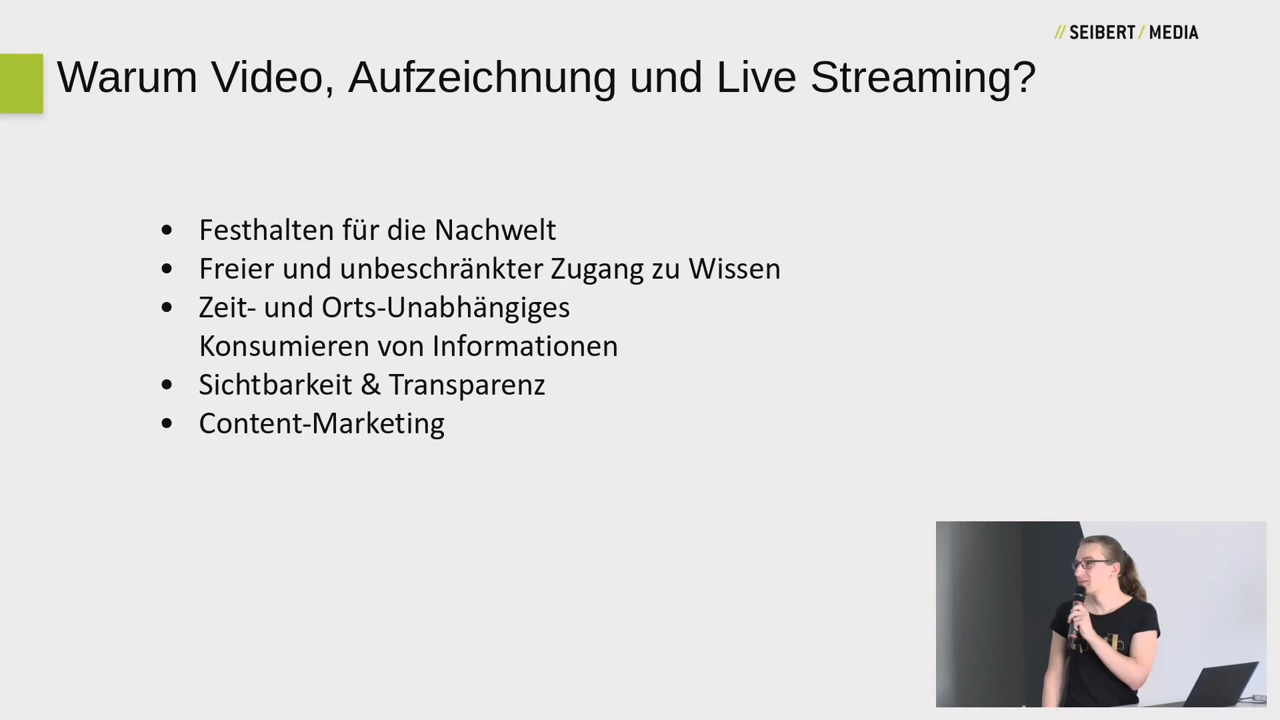 // SEIBERT / MEDIA
Warum Video, Aufzeichnung und Live Streaming?
• Festhalten für die Nachwelt
• Freier und unbeschränkter Zugang zu Wissen
• Zeit- und Orts-Unabhängiges
Konsumieren von Informationen
• Sichtbarkeit & Transparenz
• Content-Marketing